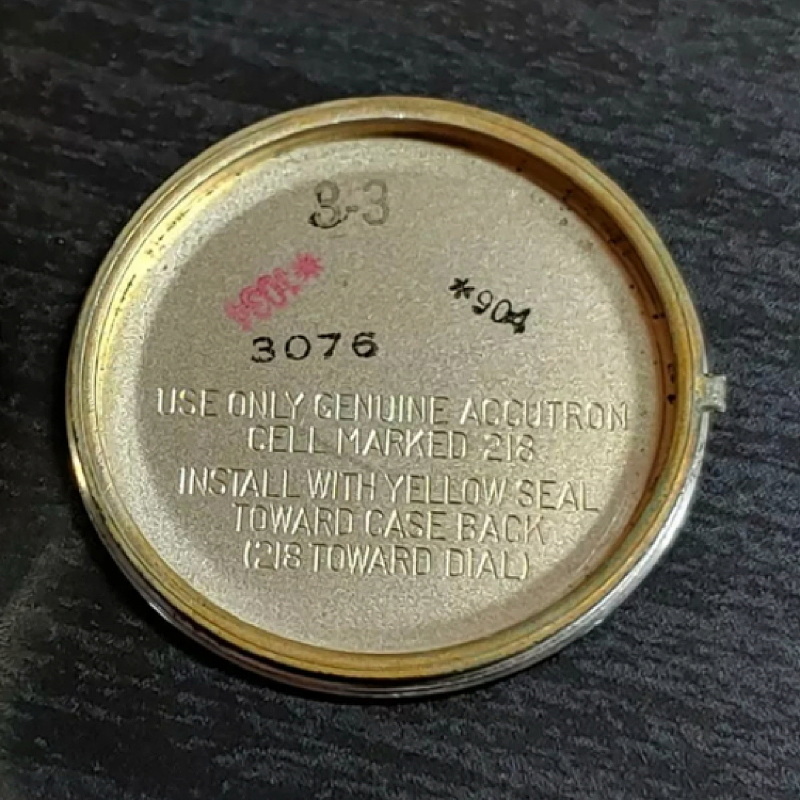 3-3
*904
3076
USE ONLY GENUINE ACCUTRON
CELL MARKED 218
INSTALL WITH YELLOW SEAL
TOWARD CASE BACK
(218 TOWARD DIAL)